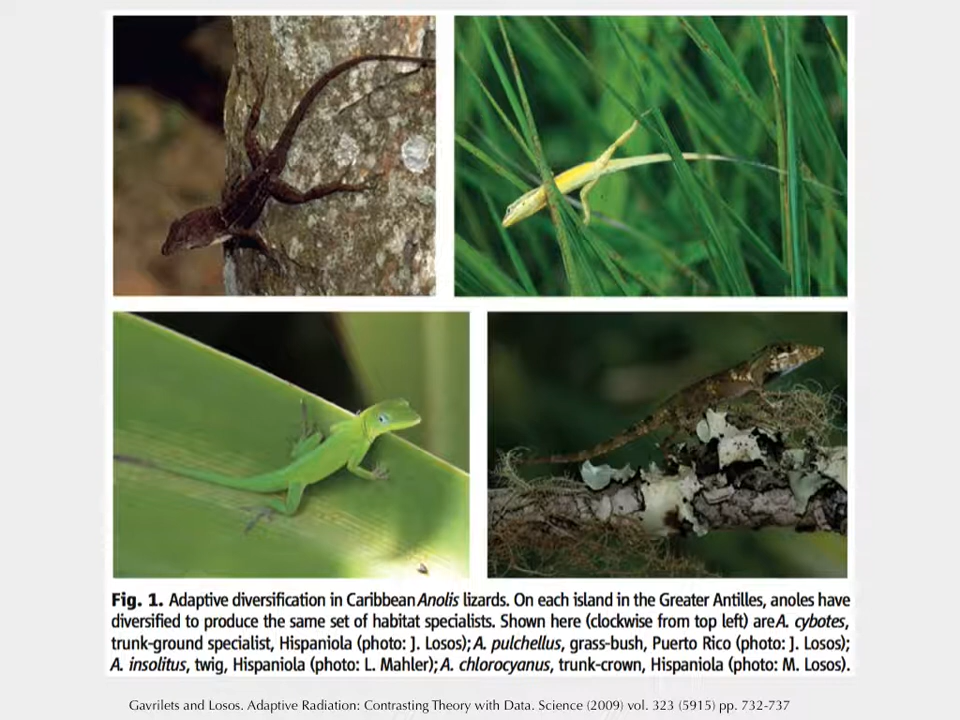 Fig. 1. Adaptive diversification in Caribbean Anolis lizards. On each island in the Greater Antilles, anoles have
diversified to produce the same set of habitat specialists. Shown here (clockwise from top left) are A. cybotes,
trunk-ground specialist, Hispaniola (photo: J. Losos); A. pulchellus, grass-bush, Puerto Rico (photo: J. Losos);
A. insolitus, twig, Hispaniola (photo: L. Mahler); A. chlorocyanus, trunk-crown, Hispaniola (photo: M. Losos).
Gavrilets and Losos. Adaptive Radiation: Contrasting Theory with Data. Science (2009) vol. 323 (5915) pp. 732-737